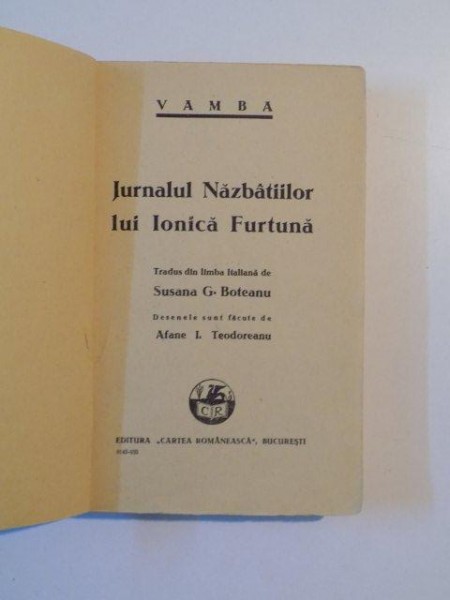 VAMBA
Jurnalul Năzbâtiilor
lui Ionică Furtună
Tradus din limba italiană de
Susana G. Boteanu
Desenele sunt făcute de
Afane I. Teodoreanu
C R
EDITURA „CARTEA ROMÂNEASCĂ“, BUCUREȘTI